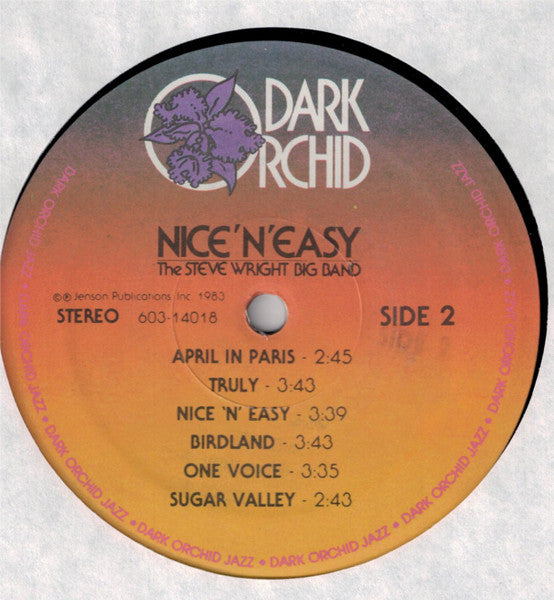 DARK
ORCHID
NICE 'N' EASY
The STEVE WRIGHT BIG BAND
©℗ Jenson Publications Inc. 1983
STEREO 603-14018
SIDE 2
APRIL IN PARIS - 2:45
TRULY - 3:43
NICE 'N' EASY - 3:39
BIRDLAND - 3:43
ONE VOICE - 3:35
SUGAR VALLEY - 2:43
DARK ORCHID JAZZ • DARK ORCHID JAZZ • DARK ORCHID JAZZ • DARK ORCHID JAZZ • DARK ORCHID JAZZ • DARK ORCHID JAZZ